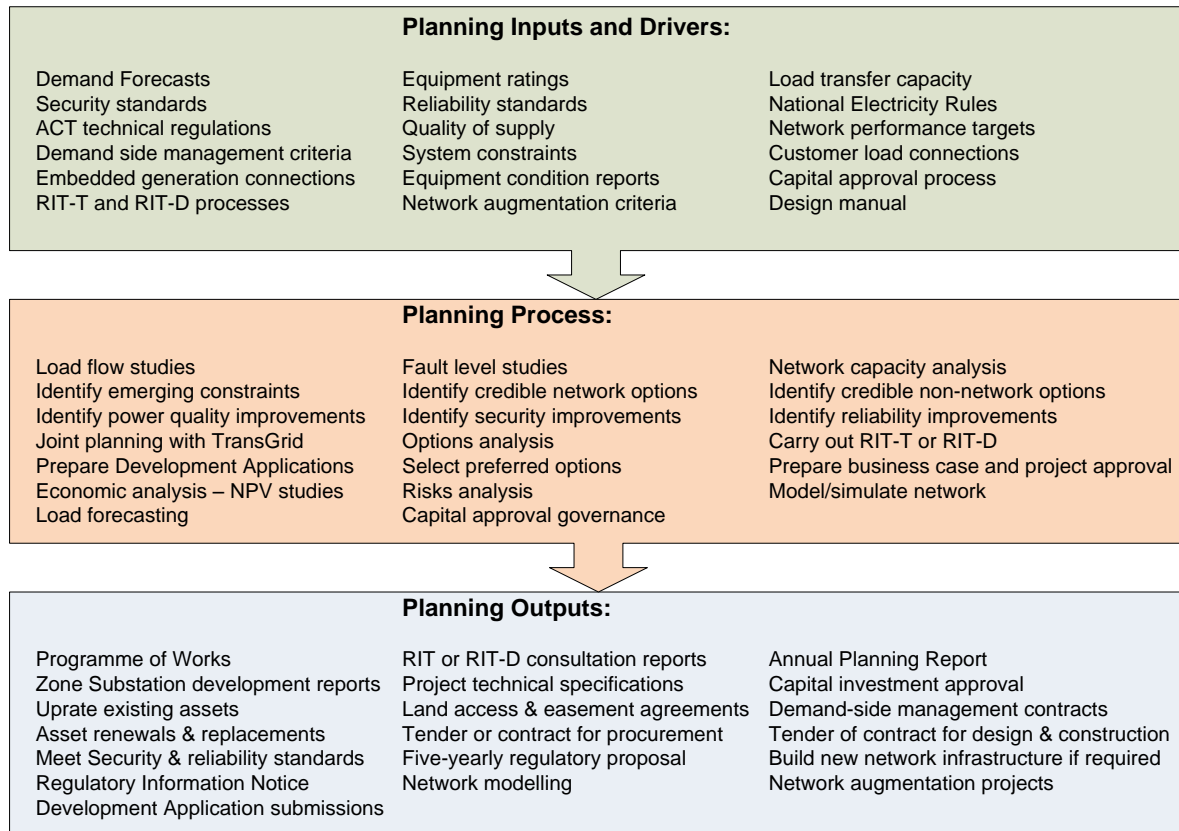 Planning Inputs and Drivers:
Demand Forecasts
Security standards
ACT technical regulations
Demand side management criteria
Embedded generation connections
RIT-T and RIT-D processes
Equipment ratings
Reliability standards
Quality of supply
System constraints
Equipment condition reports
Network augmentation criteria
Load transfer capacity
National Electricity Rules
Network performance targets
Customer load connections
Capital approval process
Design manual
Planning Process:
Load flow studies
Identify emerging constraints
Identify power quality improvements
Joint planning with TransGrid
Prepare Development Applications
Economic analysis – NPV studies
Load forecasting
Fault level studies
Identify credible network options
Identify security improvements
Options analysis
Select preferred options
Risks analysis
Capital approval governance
Network capacity analysis
Identify credible non-network options
Identify reliability improvements
Carry out RIT-T or RIT-D
Prepare business case and project approval
Model/simulate network
Planning Outputs:
Programme of Works
Zone Substation development reports
Uprate existing assets
Asset renewals & replacements
Meet Security & reliability standards
Regulatory Information Notice
Development Application submissions
RIT or RIT-D consultation reports
Project technical specifications
Land access & easement agreements
Tender or contract for procurement
Five-yearly regulatory proposal
Network modelling
Annual Planning Report
Capital investment approval
Demand-side management contracts
Tender of contract for design & construction
Build new network infrastructure if required
Network augmentation projects